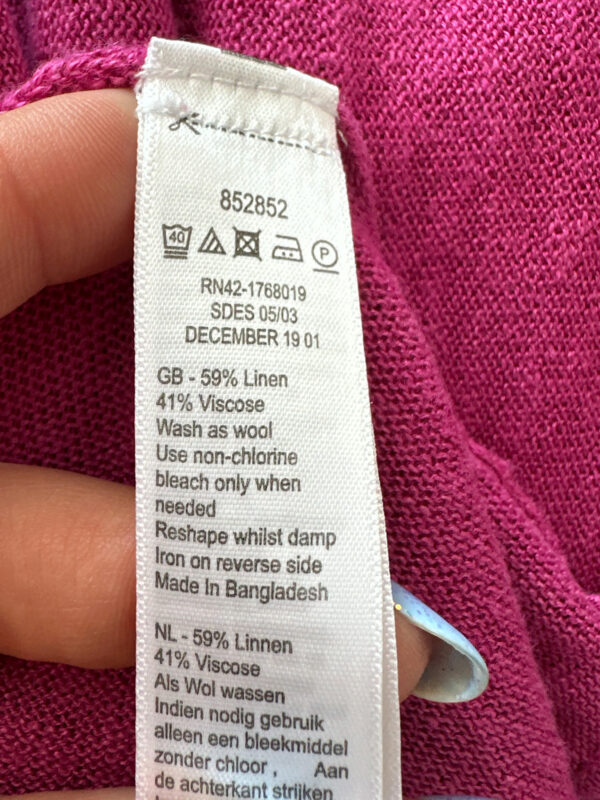 852852
40 P
RN42-1768019
SDES 05/03
DECEMBER 19 01
GB - 59% Linen
41% Viscose
Wash as wool
Use non-chlorine
bleach only when
needed
Reshape whilst damp
Iron on reverse side
Made In Bangladesh
NL - 59% Linnen
41% Viscose
Als Wol wassen
Indien nodig gebruik
alleen een bleekmiddel
zonder chloor , Aan
de achterkant strijken